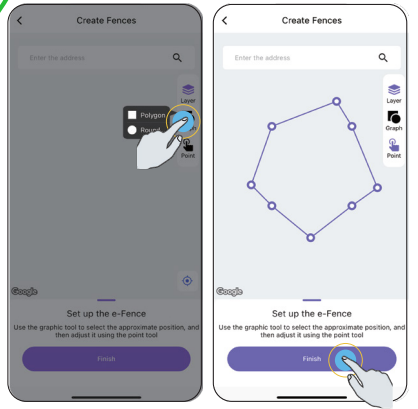 Create Fences
Enter the address
Layer
Polygon
Round
Point
Google
Set up the e-Fence
Use the graphic tool to select the approximate position, and
then adjust it using the point tool
Finish
Create Fences
Enter the address
Layer
Graph
Point
Google
Set up the e-Fence
Use the graphic tool to select the approximate position, and
then adjust it using the point tool
Finish